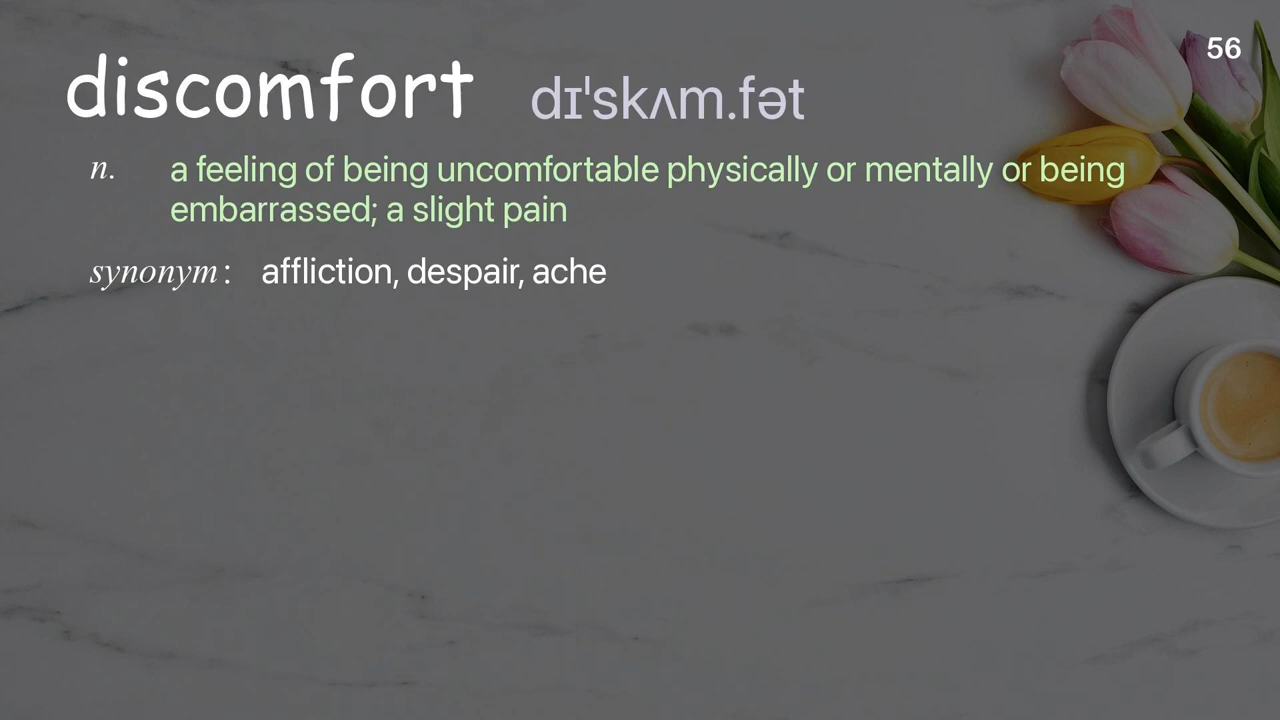 56
discomfort dɪˈskʌm.fət
n. a feeling of being uncomfortable physically or mentally or being
embarrassed; a slight pain
synonym : affliction, despair, ache